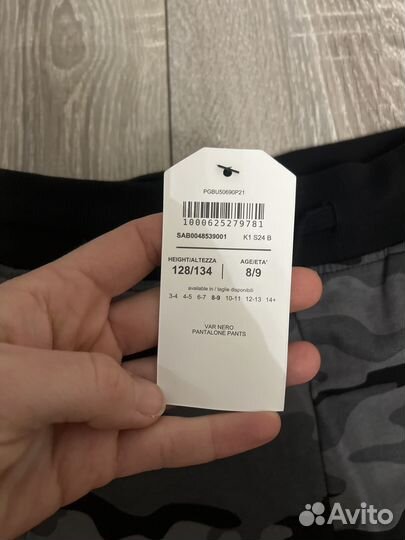 PGBU50690P21
1000625279781
SAB0048539001 K1 S24 B
HEIGHT/ALTEZZA AGE/ETA'
128/134 8/9
available in / taglie disponibili
3-4 4-5 6-7 8-9 10-11 12-13 14+
VAR NERO
PANTALONE PANTS
Avito